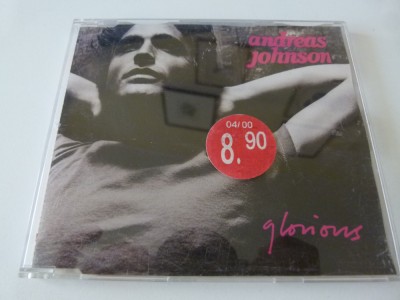 andreas
johnson
04/00
8.90
glorious